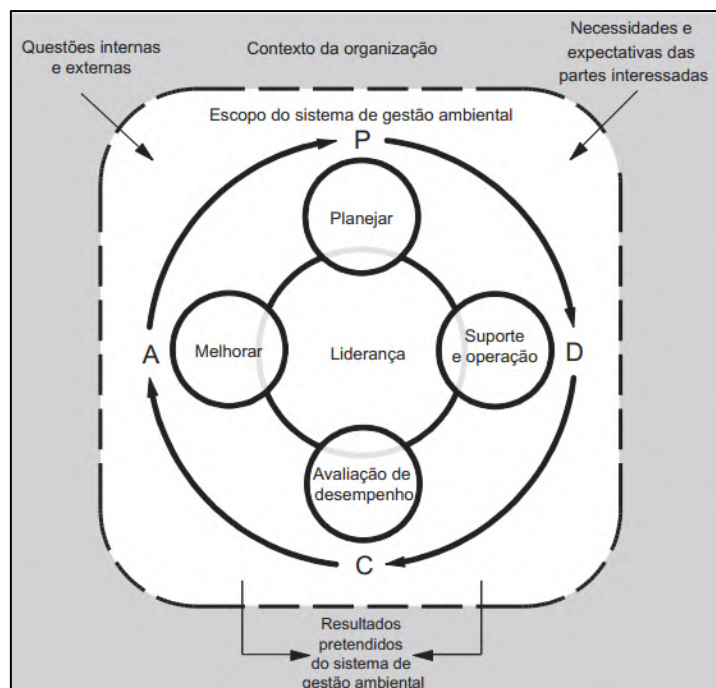 Questões internas
e externas
Contexto da organização
Necessidades e
expectativas das
partes interessadas
Escopo do sistema de gestão ambiental
P
Planejar
A
Melhorar
Liderança
Suporte
e operação
D
Avaliação de
desempenho
C
Resultados
pretendidos
do sistema de
gestão ambiental